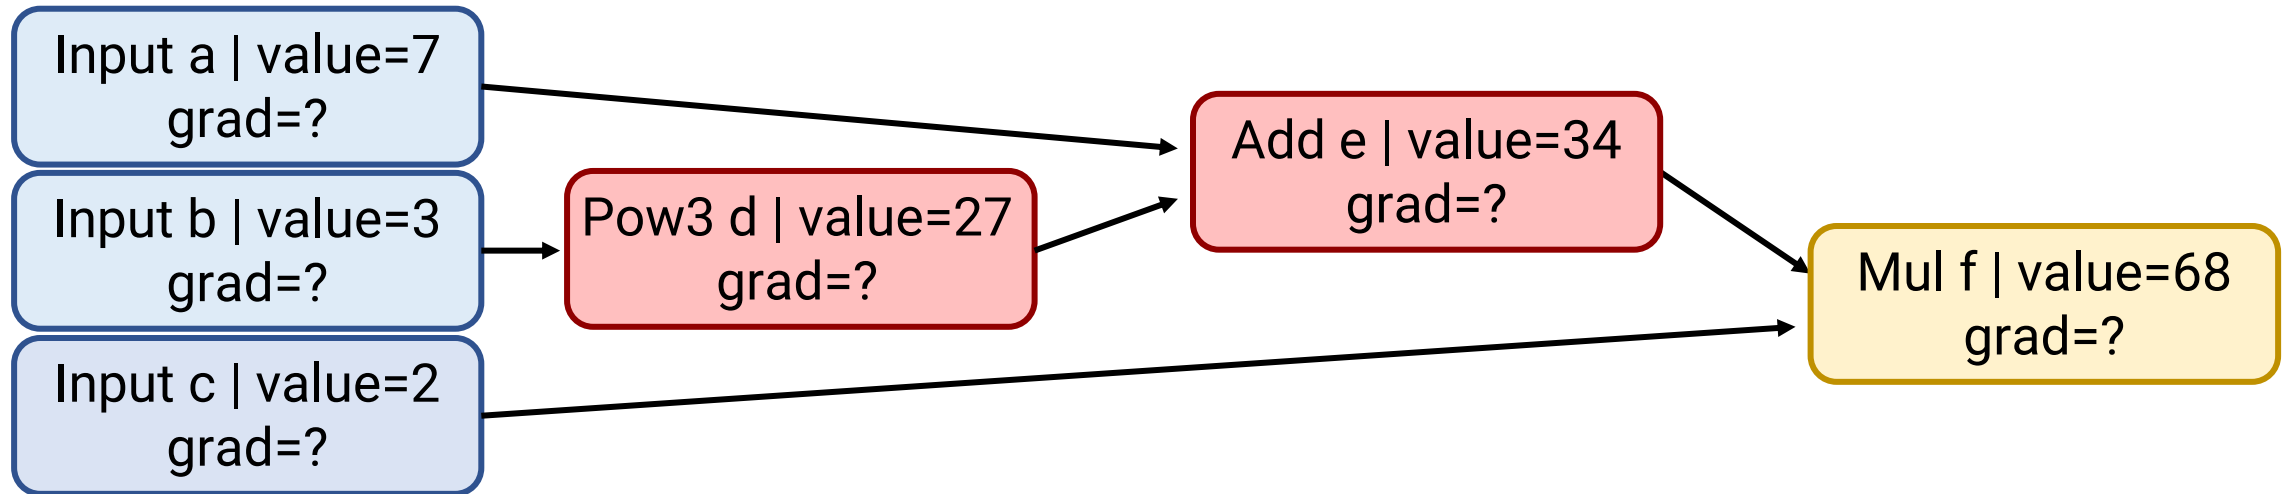 Input a | value=7
grad=?
Input b | value=3
grad=?
Input c | value=2
grad=?
Pow3 d | value=27
grad=?
Add e | value=34
grad=?
Mul f | value=68
grad=?